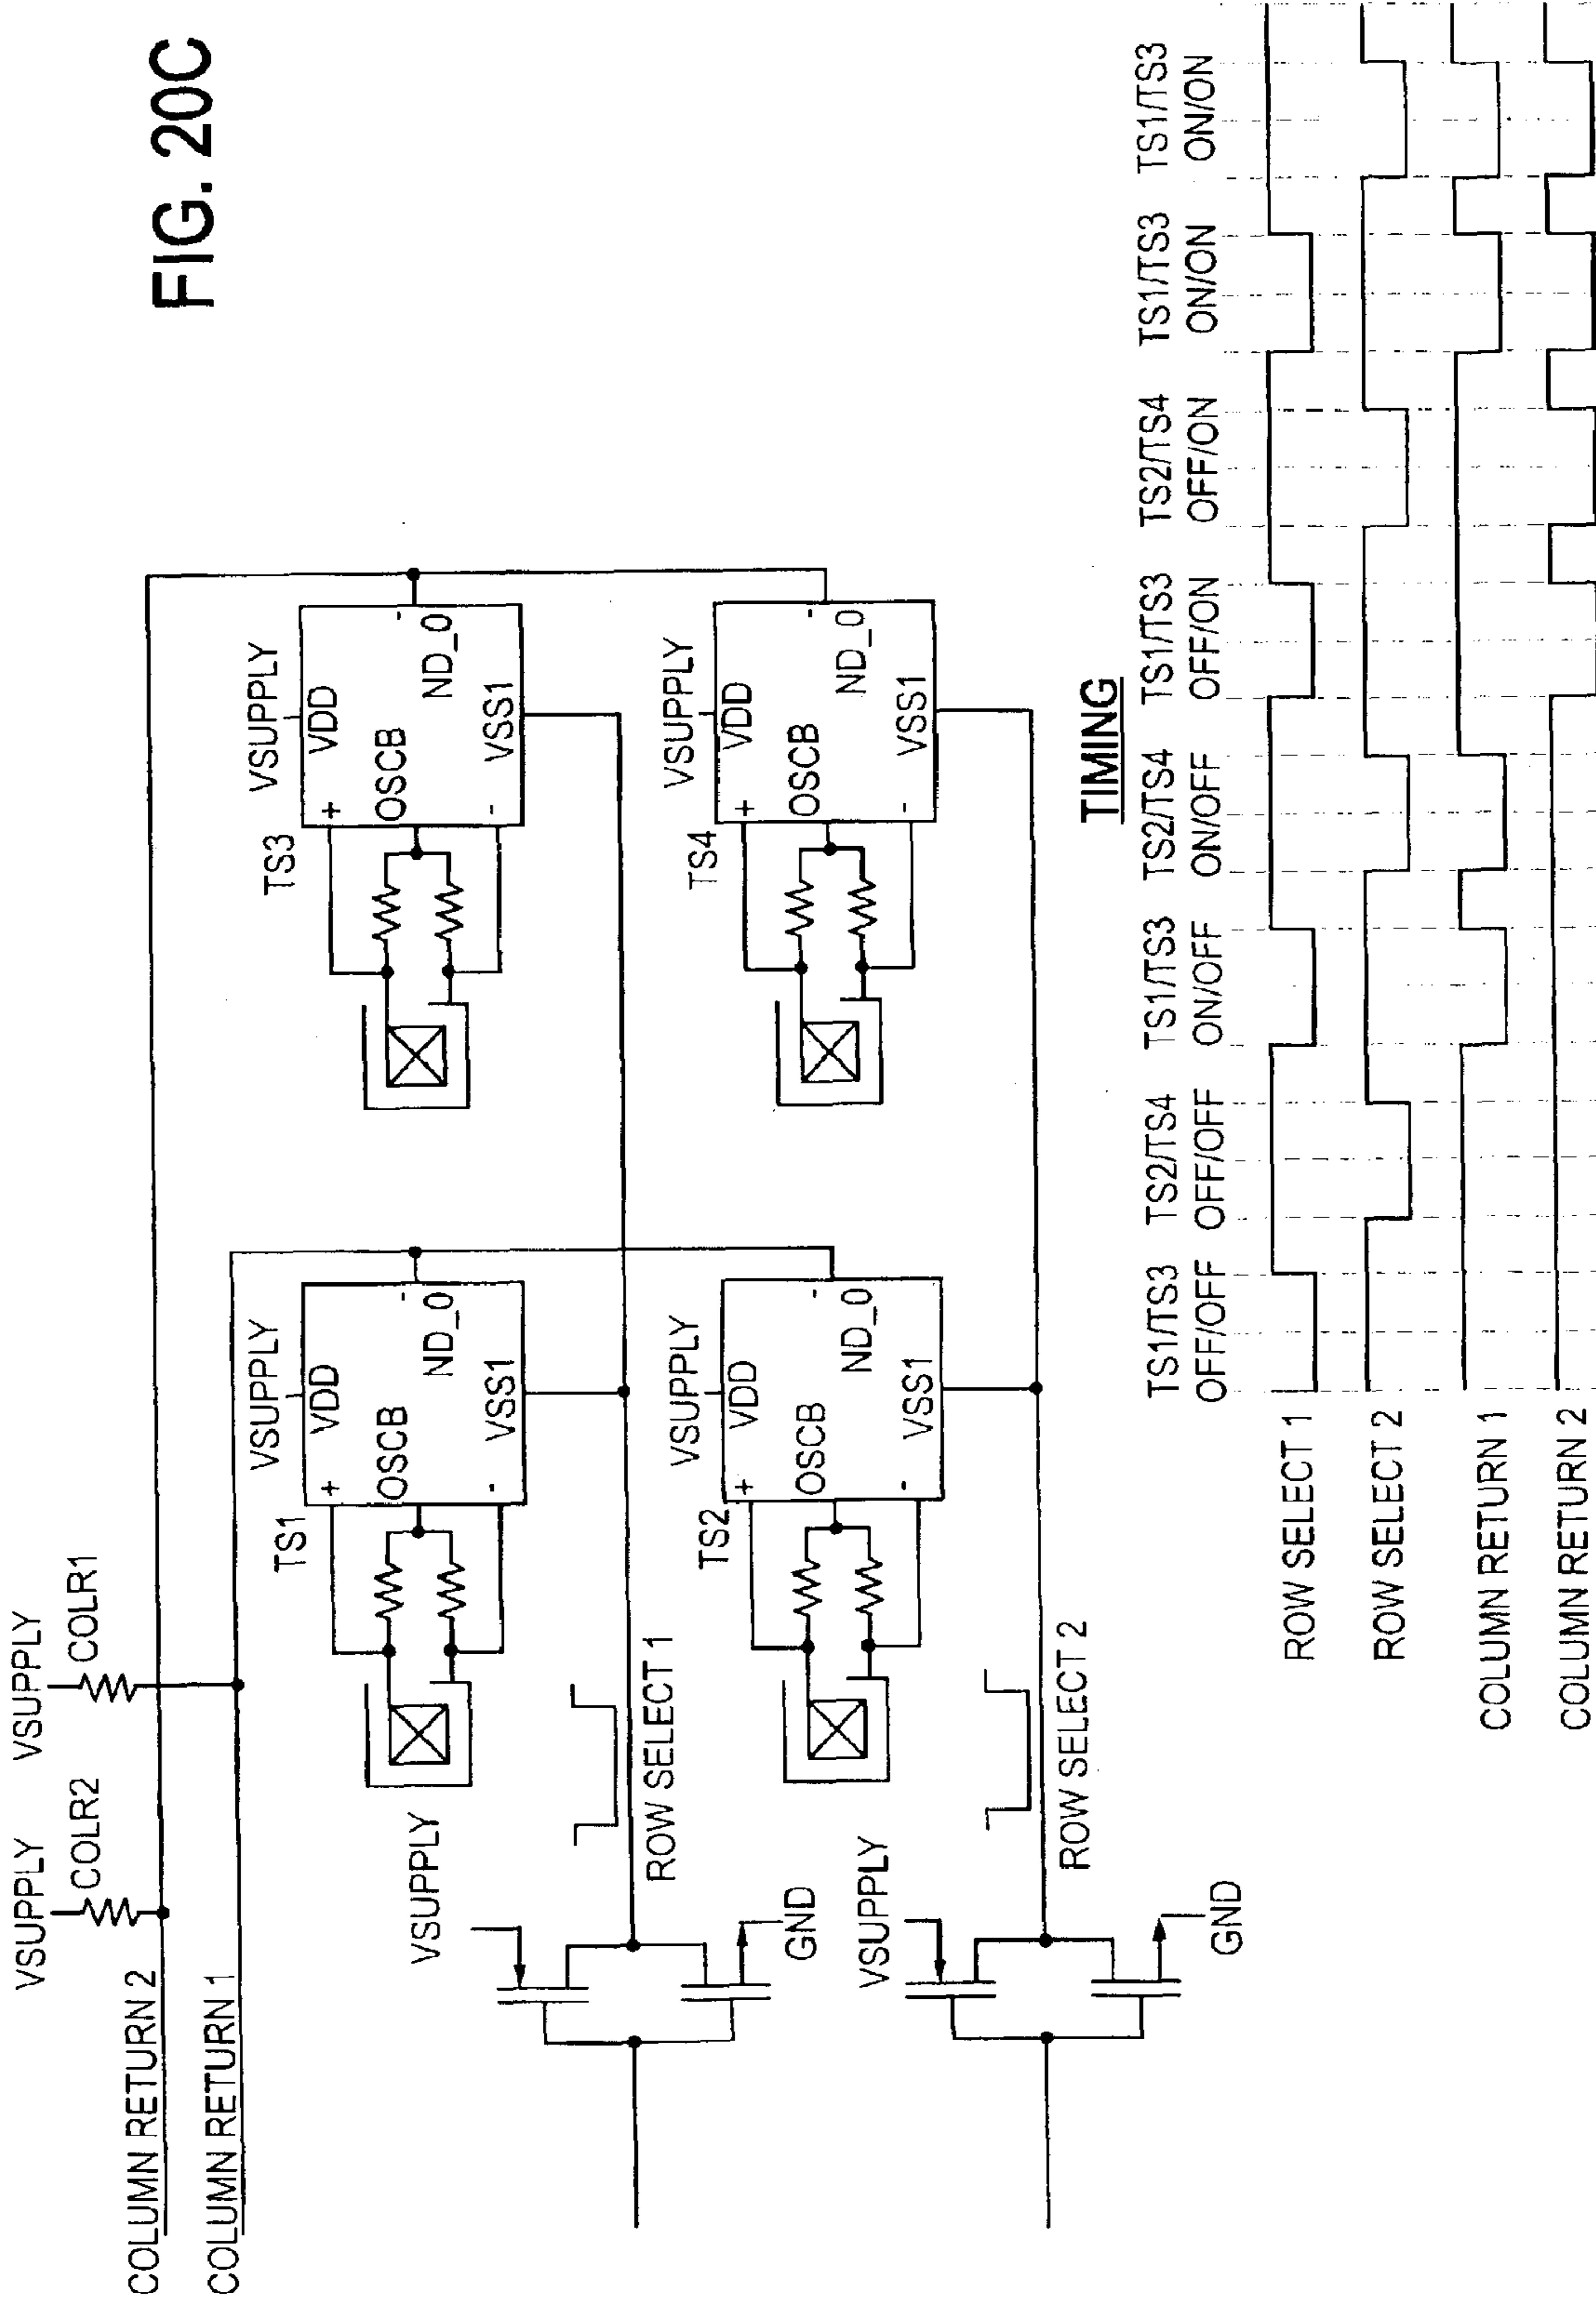 FIG. 20C
VSUPPLY
VSUPPLY
COLR2
COLR1
COLUMN RETURN 2
COLUMN RETURN 1
VSUPPLY
TS1
+
VDD
OSCB
-
ND_0
-
VSS1
VSUPPLY
TS3
+
VDD
OSCB
-
ND_0
-
VSS1
VSUPPLY
GND
ROW SELECT 1
VSUPPLY
TS2
+
VDD
OSCB
-
ND_0
-
VSS1
VSUPPLY
TS4
+
VDD
OSCB
-
ND_0
-
VSS1
VSUPPLY
GND
ROW SELECT 2
TIMING
TS1/TS3 TS2/TS4 TS1/TS3 TS2/TS4 TS1/TS3 TS2/TS4 TS1/TS3 TS1/TS3
OFF/OFF OFF/OFF ON/OFF ON/OFF OFF/ON OFF/ON ON/ON ON/ON
ROW SELECT 1
ROW SELECT 2
COLUMN RETURN 1
COLUMN RETURN 2